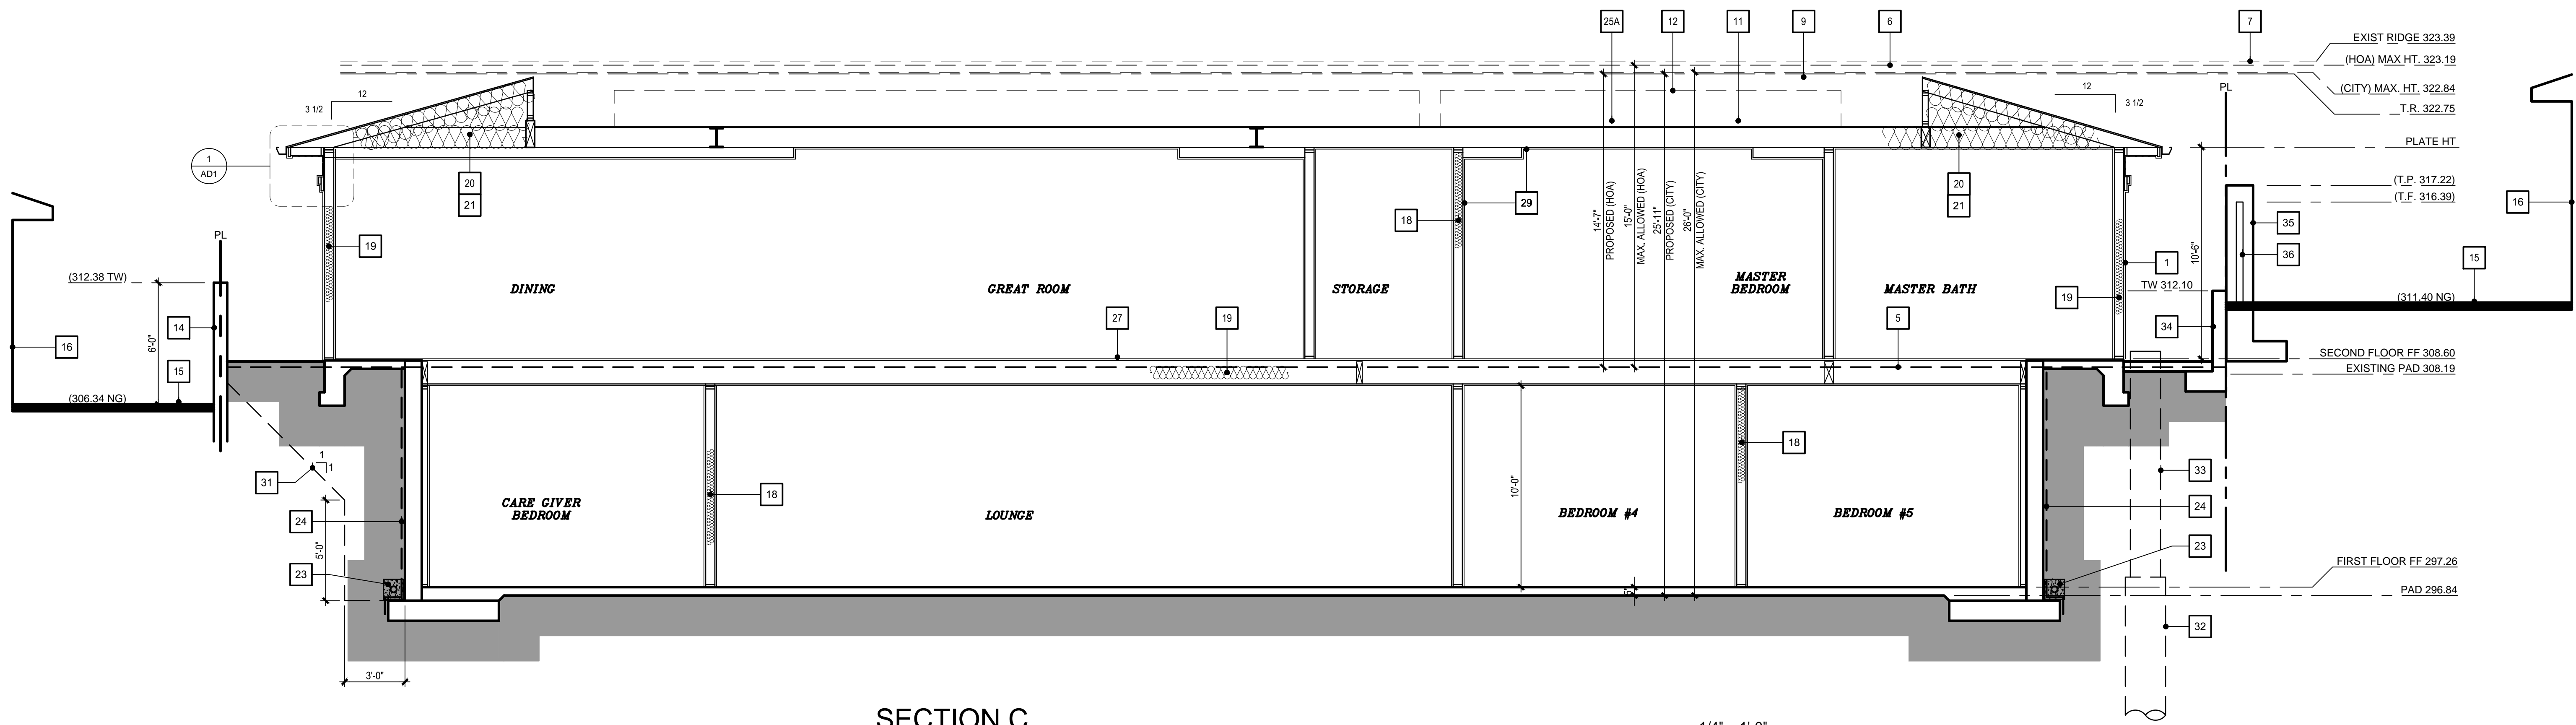 25A
12
11
9
6
7
EXIST RIDGE 323.39
(HOA) MAX HT. 323.19
(CITY) MAX. HT. 322.84
T.R. 322.75
PL
12
3 1/2
12
3 1/2
1
AD1
20
21
20
21
PLATE HT
(T.P. 317.22)
(T.F. 316.39)
18
29
14'-7"
PROPOSED (HOA)
15'-0"
MAX. ALLOWED (HOA)
25'-11"
PROPOSED (CITY)
26'-0"
MAX. ALLOWED (CITY)
16
35
36
15
PL
19
1
10'-6"
(312.38 TW)
DINING
GREAT ROOM
STORAGE
MASTER
BEDROOM
MASTER BATH
TW 312.10
19
(311.40 NG)
14
6'-0"
16
15
27
19
5
34
SECOND FLOOR FF 308.60
EXISTING PAD 308.19
(306.34 NG)
1
1
31
18
10'-0"
18
33
24
CARE GIVER
BEDROOM
LOUNGE
BEDROOM #4
BEDROOM #5
24
5'-0"
23
23
FIRST FLOOR FF 297.26
5"
PAD 296.84
32
3'-0"
SECTION C